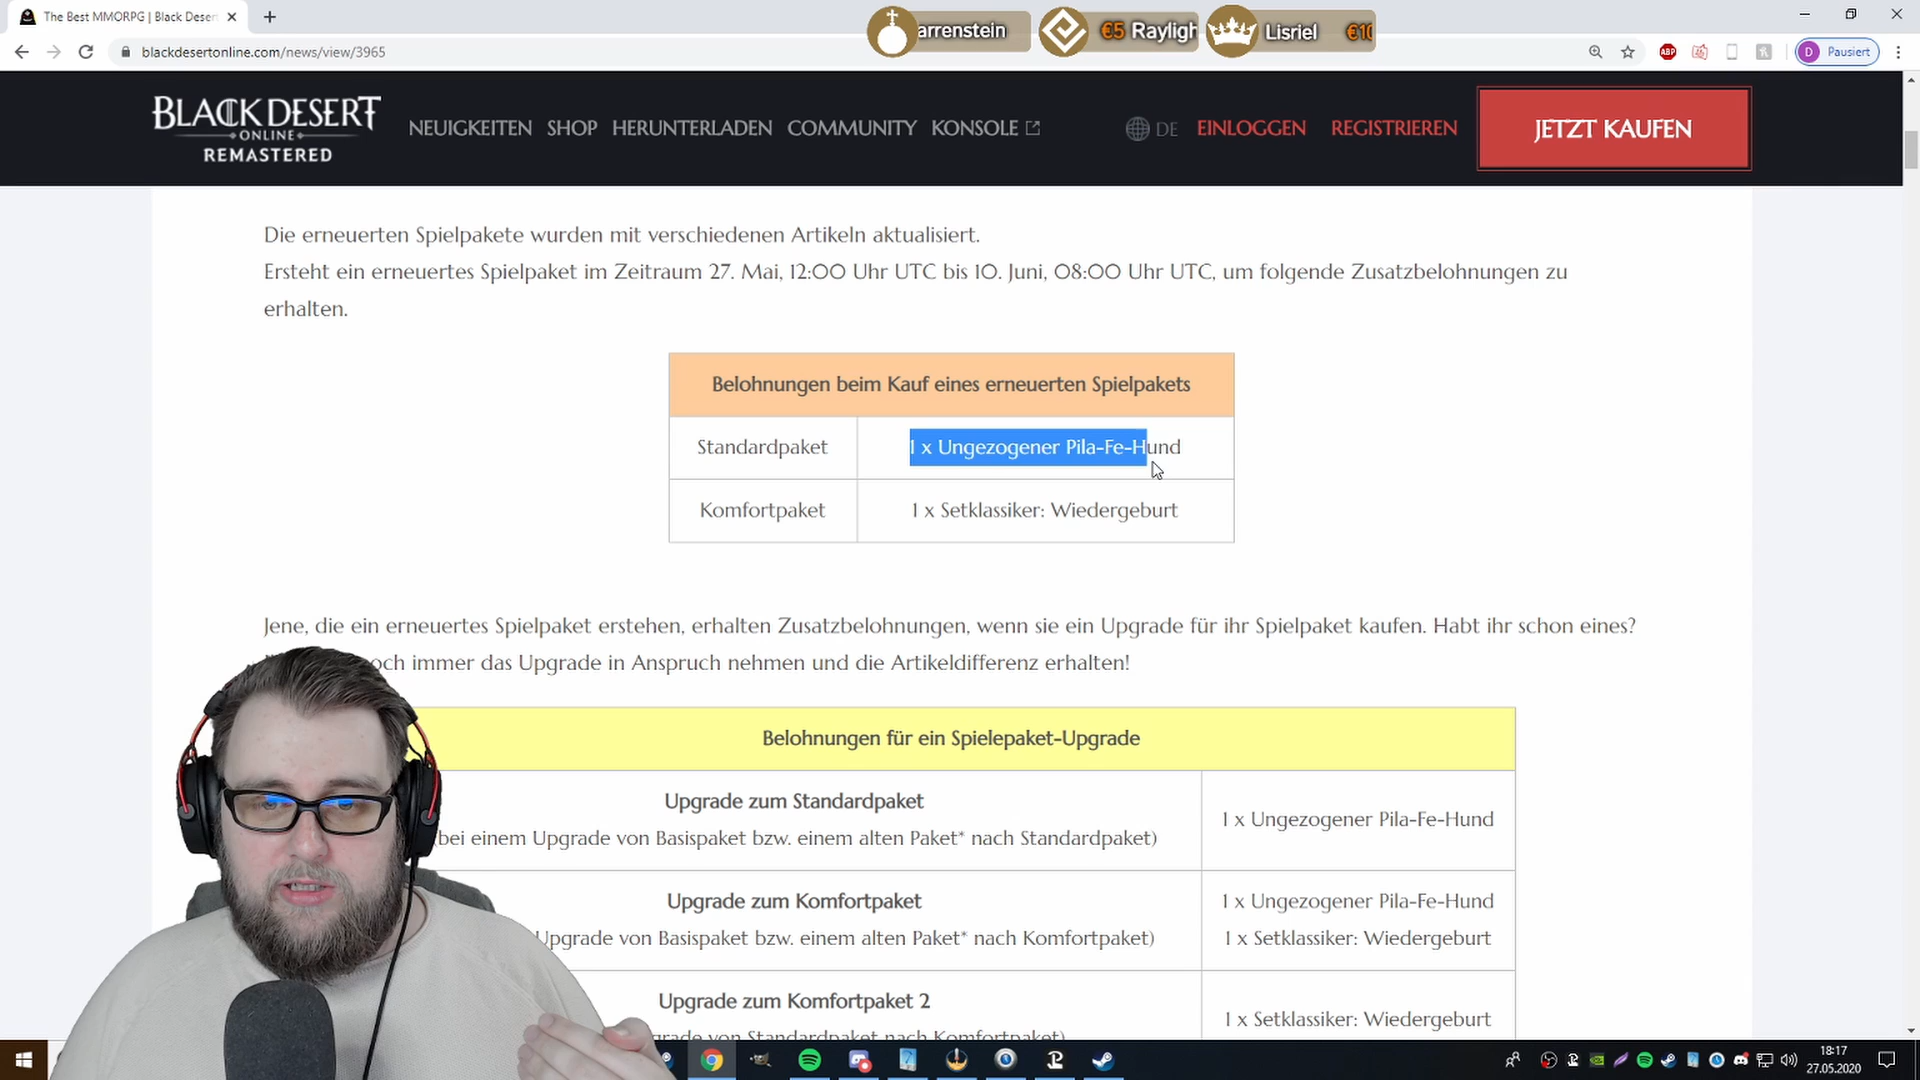 The Best MMORPG | Black Deser
arrenstein
€5 Rayligh
Lisriel €10
blackdesertonline.com/news/view/3965
ABP
D Pausiert
BLACK DESERT
ONLINE
REMASTERED
NEUIGKEITEN SHOP HERUNTERLADEN COMMUNITY KONSOLE
DE EINLOGGEN REGISTRIEREN
JETZT KAUFEN
Die erneuerten Spielpakete wurden mit verschiedenen Artikeln aktualisiert.
Ersteht ein erneuertes Spielpaket im Zeitraum 27. Mai, 12:00 Uhr UTC bis 10. Juni, 08:00 Uhr UTC, um folgende Zusatzbelohnungen zu
erhalten.
Belohnungen beim Kauf eines erneuerten Spielpakets
Standardpaket 1 x Ungezogener Pila-Fe-Hund
Komfortpaket 1 x Setklassiker: Wiedergeburt
Jene, die ein erneuertes Spielpaket erstehen, erhalten Zusatzbelohnungen, wenn sie ein Upgrade für ihr Spielpaket kaufen. Habt ihr schon eines?
immer das Upgrade in Anspruch nehmen und die Artikeldifferenz erhalten!
Belohnungen für ein Spielepaket-Upgrade
Upgrade zum Standardpaket
(bei einem Upgrade von Basispaket bzw. einem alten Paket* nach Standardpaket)
1 x Ungezogener Pila-Fe-Hund
Upgrade zum Komfortpaket
Upgrade von Basispaket bzw. einem alten Paket* nach Komfortpaket)
1 x Ungezogener Pila-Fe-Hund
1 x Setklassiker: Wiedergeburt
Upgrade zum Komfortpaket 2
von Standardpaket nach Komfortpaket)
1 x Setklassiker: Wiedergeburt
18:17
27.05.2020